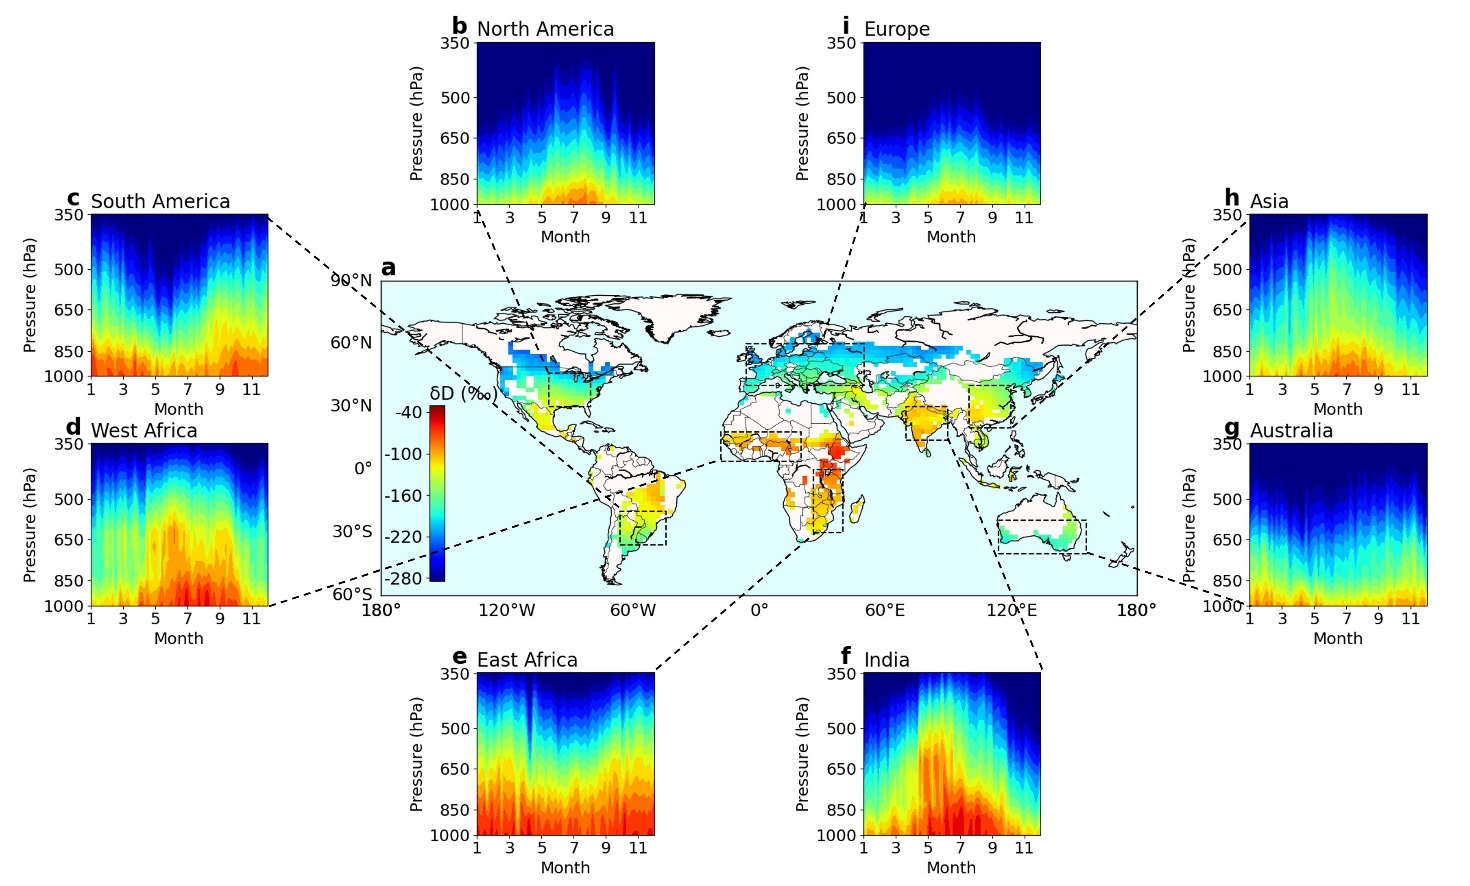 b North America
350
500
650
850
1000
Pressure (hPa)
1 3 5 7 9 11
Month
i Europe
350
500
650
850
1000
Pressure (hPa)
1 3 5 7 9 11
Month
c South America
350
500
650
850
1000
Pressure (hPa)
1 3 5 7 9 11
Month
h Asia
350
500
650
850
1000
Pressure (hPa)
1 3 5 7 9 11
Month
a
90°N
60°N
30°N
0°
30°S
60°S
180° 120°W 60°W 0° 60°E 120°E 180°
δD (‰)
-40
-100
-160
-220
-280
d West Africa
350
500
650
850
1000
Pressure (hPa)
1 3 5 7 9 11
Month
g Australia
350
500
650
850
1000
Pressure (hPa)
1 3 5 7 9 11
Month
e East Africa
350
500
650
850
1000
Pressure (hPa)
1 3 5 7 9 11
Month
f India
350
500
650
850
1000
Pressure (hPa)
1 3 5 7 9 11
Month